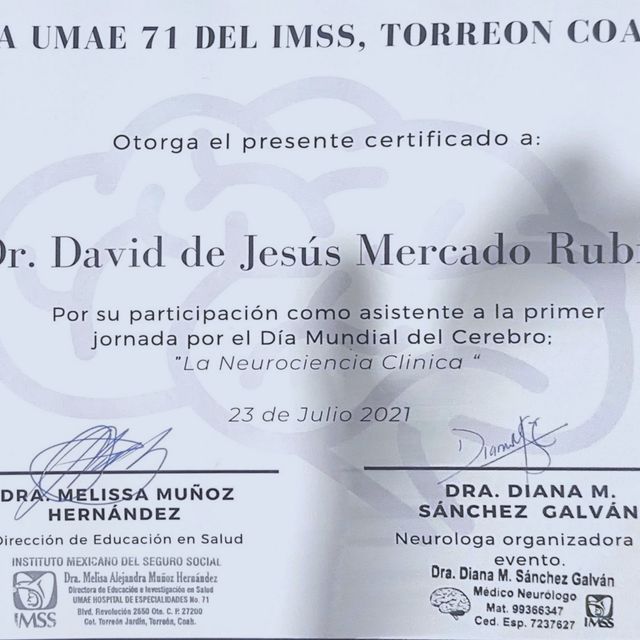 A UMAE 71 DEL IMSS, TORREON COA
Otorga el presente certificado a:
Dr. David de Jesús Mercado Rubi
Por su participación como asistente a la primer
jornada por el Día Mundial del Cerebro:
"La Neurociencia Clinica “
23 de Julio 2021
DRA. MELISSA MUÑOZ
HERNÁNDEZ
Dirección de Educación en Salud
INSTITUTO MEXICANO DEL SEGURO SOCIAL
Dra. Melisa Alejandra Muñoz Hernández
Directora de Educación e Investigación en Salud
UMAE HOSPITAL DE ESPECIALIDADES No. 71
Blvd. Revolución 2650 Ote. C. P. 27200
Col. Torreón Jardín, Torreón, Coah.
IMSS
DRA. DIANA M.
SÁNCHEZ GALVÁN
Neurologa organizadora
evento.
Dra. Diana M. Sánchez Galván
Médico Neurólogo
Mat. 99366347
Ced. Esp. 7237627
IMSS